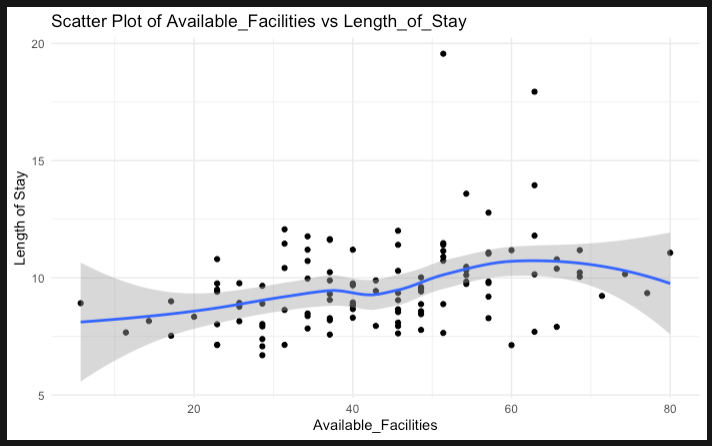 Scatter Plot of Available_Facilities vs Length_of_Stay
20
15
10
5
Length of Stay
20 40 60 80
Available_Facilities